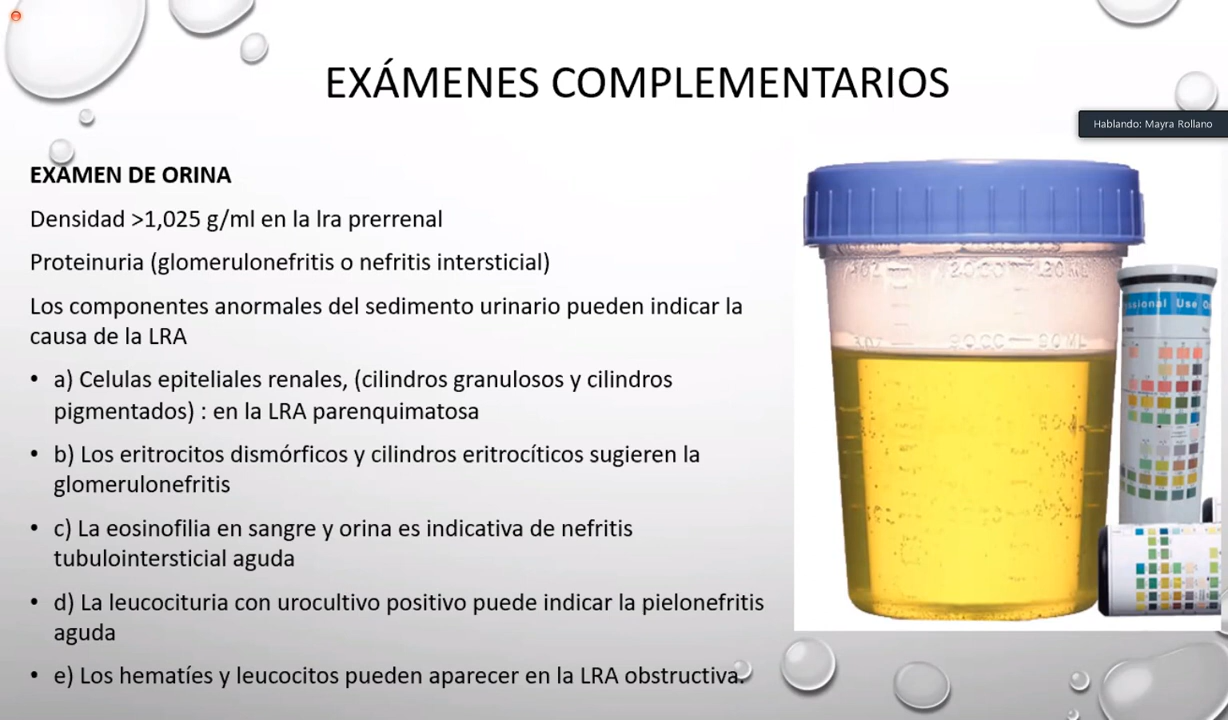 EXÁMENES COMPLEMENTARIOS
Hablando: Mayra Rollano
EXAMEN DE ORINA
Densidad >1,025 g/ml en la lra prerrenal
Proteinuria (glomerulonefritis o nefritis intersticial)
Los componentes anormales del sedimento urinario pueden indicar la
causa de la LRA
• a) Celulas epiteliales renales, (cilindros granulosos y cilindros
pigmentados) : en la LRA parenquimatosa
• b) Los eritrocitos dismórficos y cilindros eritrocíticos sugieren la
glomerulonefritis
• c) La eosinofilia en sangre y orina es indicativa de nefritis
tubulointersticial aguda
• d) La leucocituria con urocultivo positivo puede indicar la pielonefritis
aguda
• e) Los hematíes y leucocitos pueden aparecer en la LRA obstructiva.